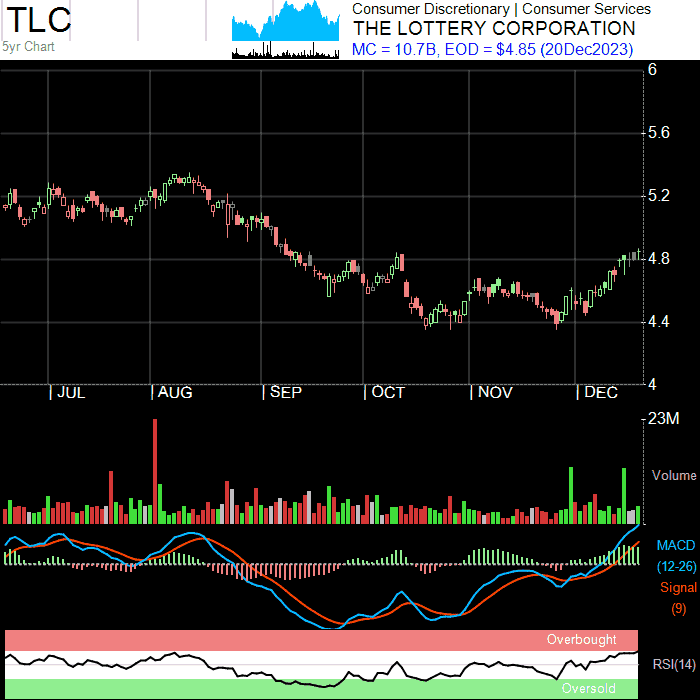 TLC
5yr Chart
Consumer Discretionary | Consumer Services
THE LOTTERY CORPORATION
MC = 10.7B, EOD = $4.85 (20Dec2023)
6
5.6
5.2
4.8
4.4
4
JUL
AUG
SEP
OCT
NOV
DEC
23M
Volume
MACD
(12-26)
Signal
(9)
Overbought
RSI(14)
Oversold